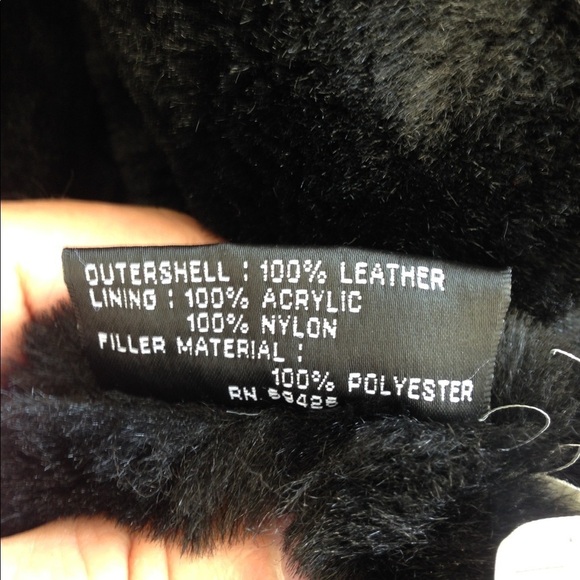 OUTERSHELL : 100% LEATHER
LINING : 100% ACRYLIC
100% NYLON
FILLER MATERIAL :
100% POLYESTER
RN